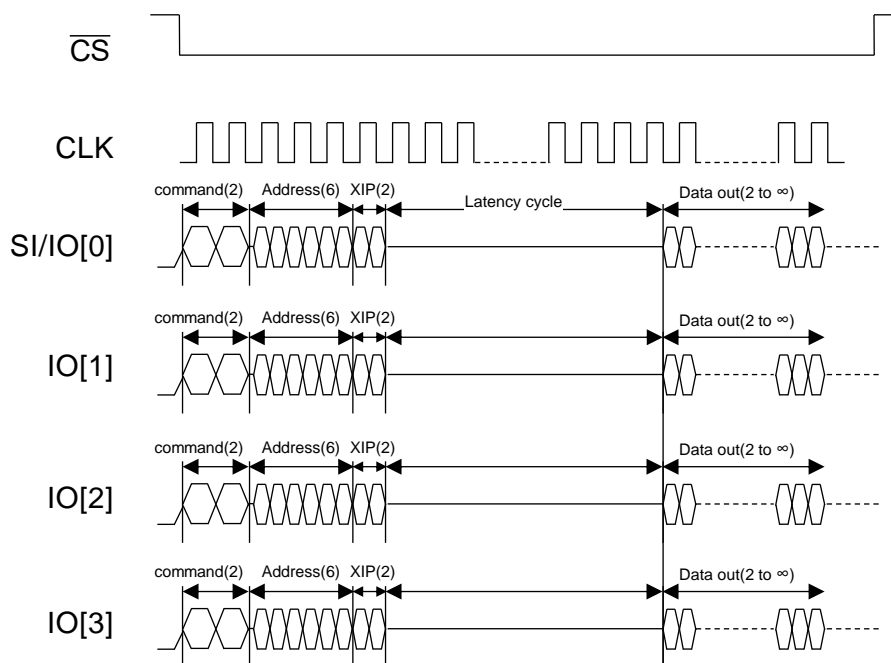 CS
CLK
command(2) Address(6) XIP(2) Latency cycle Data out(2 to ∞)
SI/IO[0]
command(2) Address(6) XIP(2) Data out(2 to ∞)
IO[1]
command(2) Address(6) XIP(2) Data out(2 to ∞)
IO[2]
command(2) Address(6) XIP(2) Data out(2 to ∞)
IO[3]